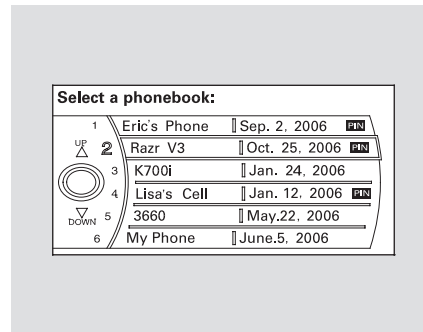 Select a phonebook:
1 Eric's Phone Sep. 2, 2006 PIN
UP 2 Razr V3 Oct. 25, 2006 PIN
3 K700i Jan. 24, 2006
4 Lisa's Cell Jan. 12, 2006 PIN
DOWN 5 3660 May.22, 2006
6 My Phone June.5, 2006